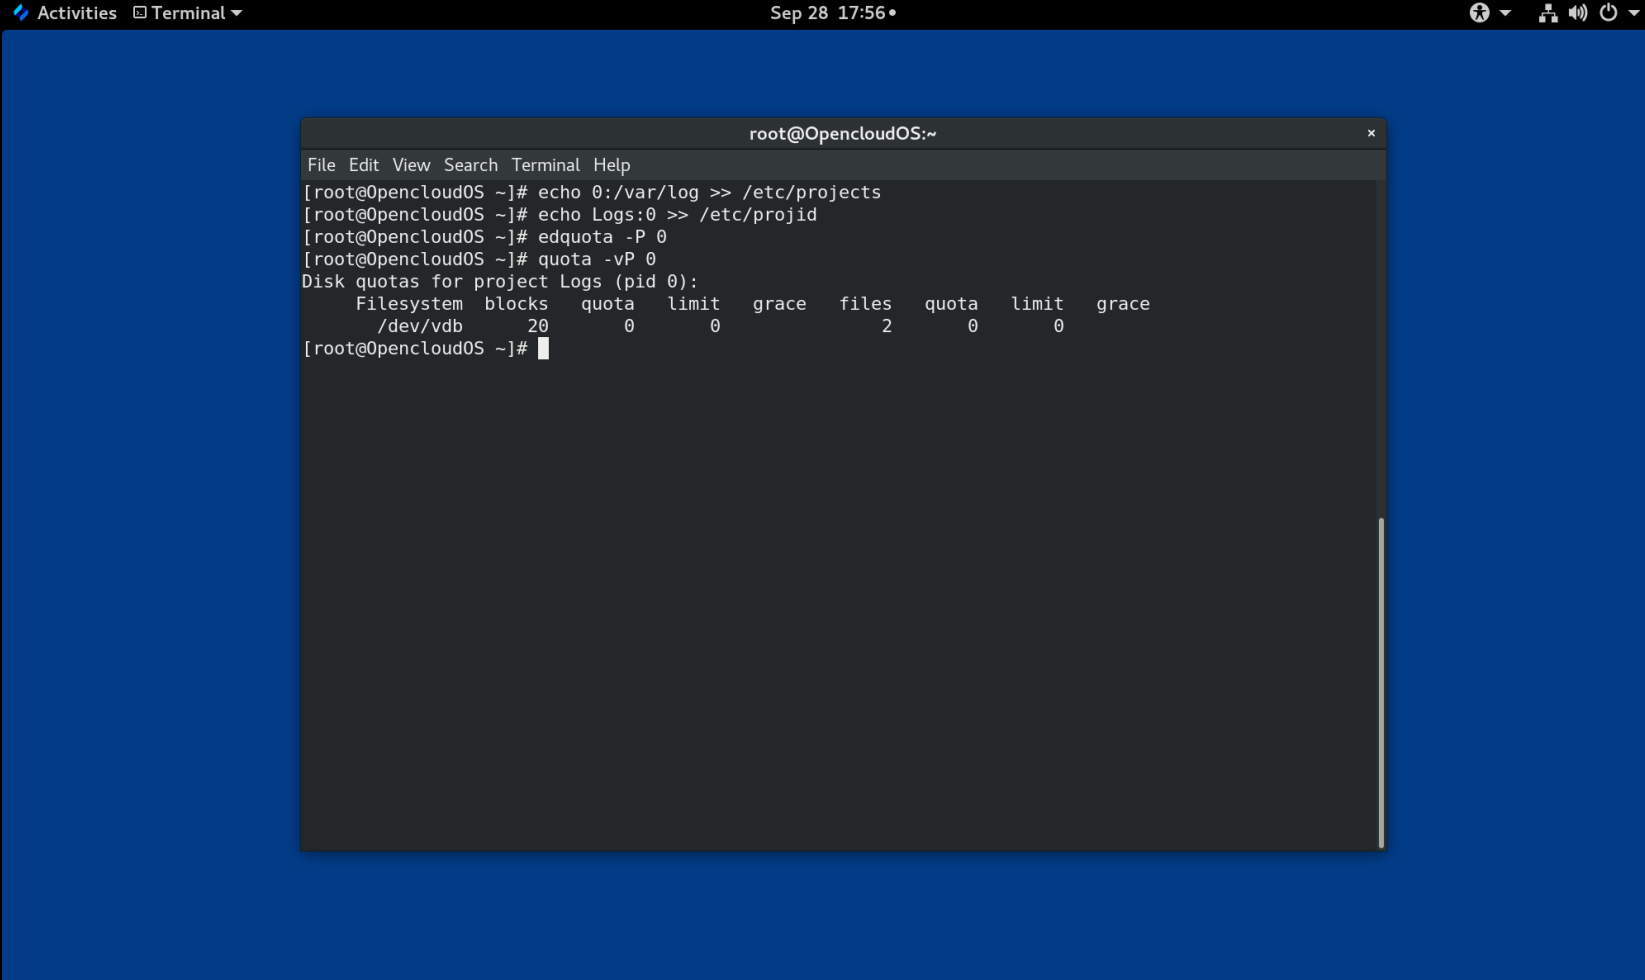 Activities Terminal Sep 28 17:56
root@OpencloudOS:~
File Edit View Search Terminal Help
[root@OpencloudOS ~]# echo 0:/var/log >> /etc/projects
[root@OpencloudOS ~]# echo Logs:0 >> /etc/projid
[root@OpencloudOS ~]# edquota -P 0
[root@OpencloudOS ~]# quota -vP 0
Disk quotas for project Logs (pid 0):
     Filesystem  blocks   quota   limit   grace   files   quota   limit   grace
       /dev/vdb      20       0       0               2       0       0
[root@OpencloudOS ~]#